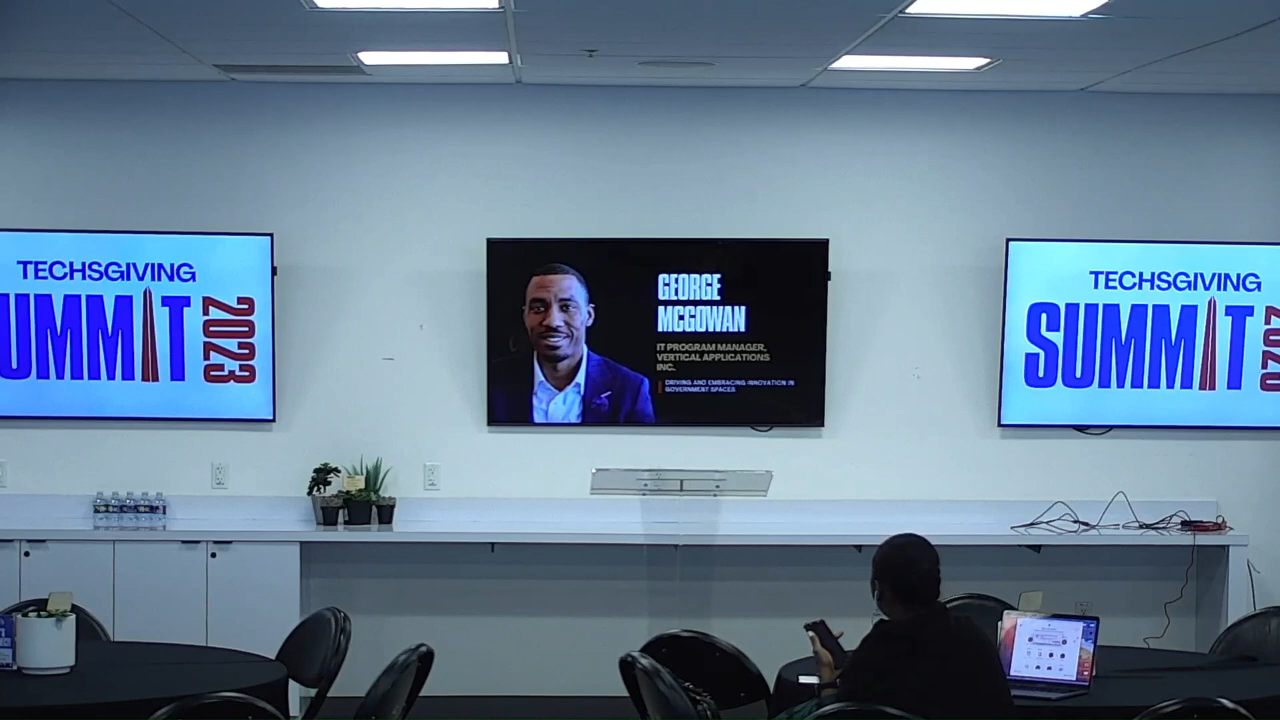 TECHSGIVING
UMMIT 2023
GEORGE
MCGOWAN
IT PROGRAM MANAGER,
VERTICAL APPLICATIONS
INC.
DRIVING AND EMBRACING INNOVATION IN
GOVERNMENT SPACES
TECHSGIVING
SUMMIT